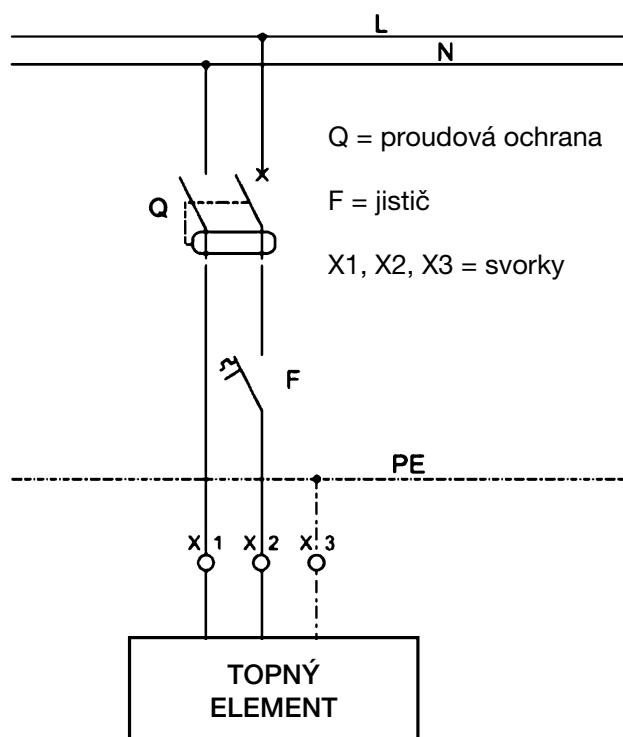 L
N
Q = proudová ochrana
Q
F = jistič
X1, X2, X3 = svorky
F
PE
X 1 X 2 X 3
TOPNÝ
ELEMENT